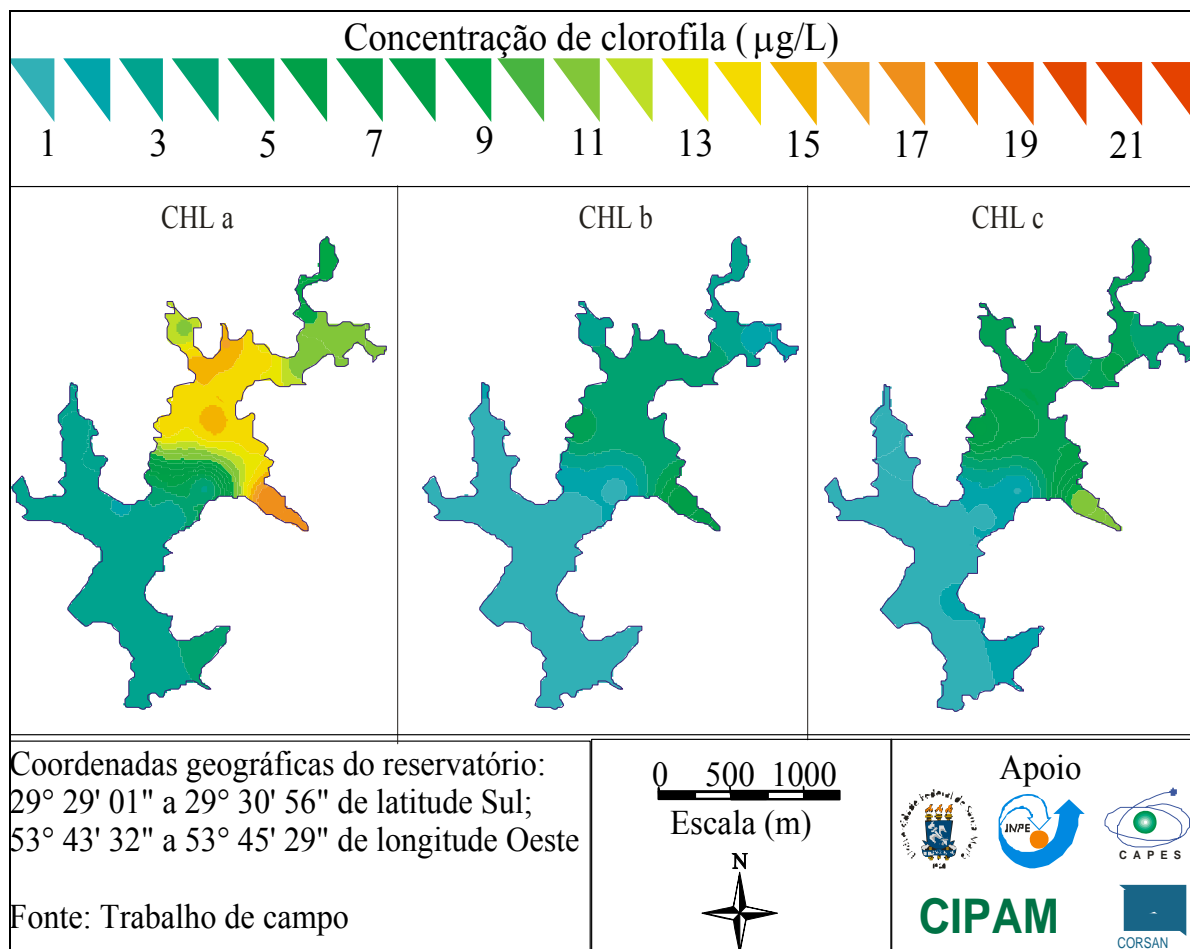 Concentração de clorofila (µg/L)
1 3 5 7 9 11 13 15 17 19 21
CHL a CHL b CHL c
Coordenadas geográficas do reservatório:
29° 29' 01" a 29° 30' 56" de latitude Sul;
53° 43' 32" a 53° 45' 29" de longitude Oeste
Fonte: Trabalho de campo
0 500 1000
Escala (m)
N
Apoio
INPE
CAPES
CIPAM
CORSAN